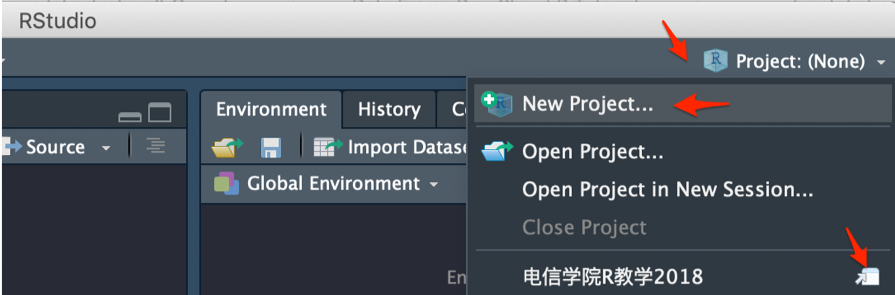 RStudio
Project: (None)
Environment History
New Project...
Source
Import Datase
Open Project...
Global Environment
Open Project in New Session...
Close Project
En
电信学院R教学2018